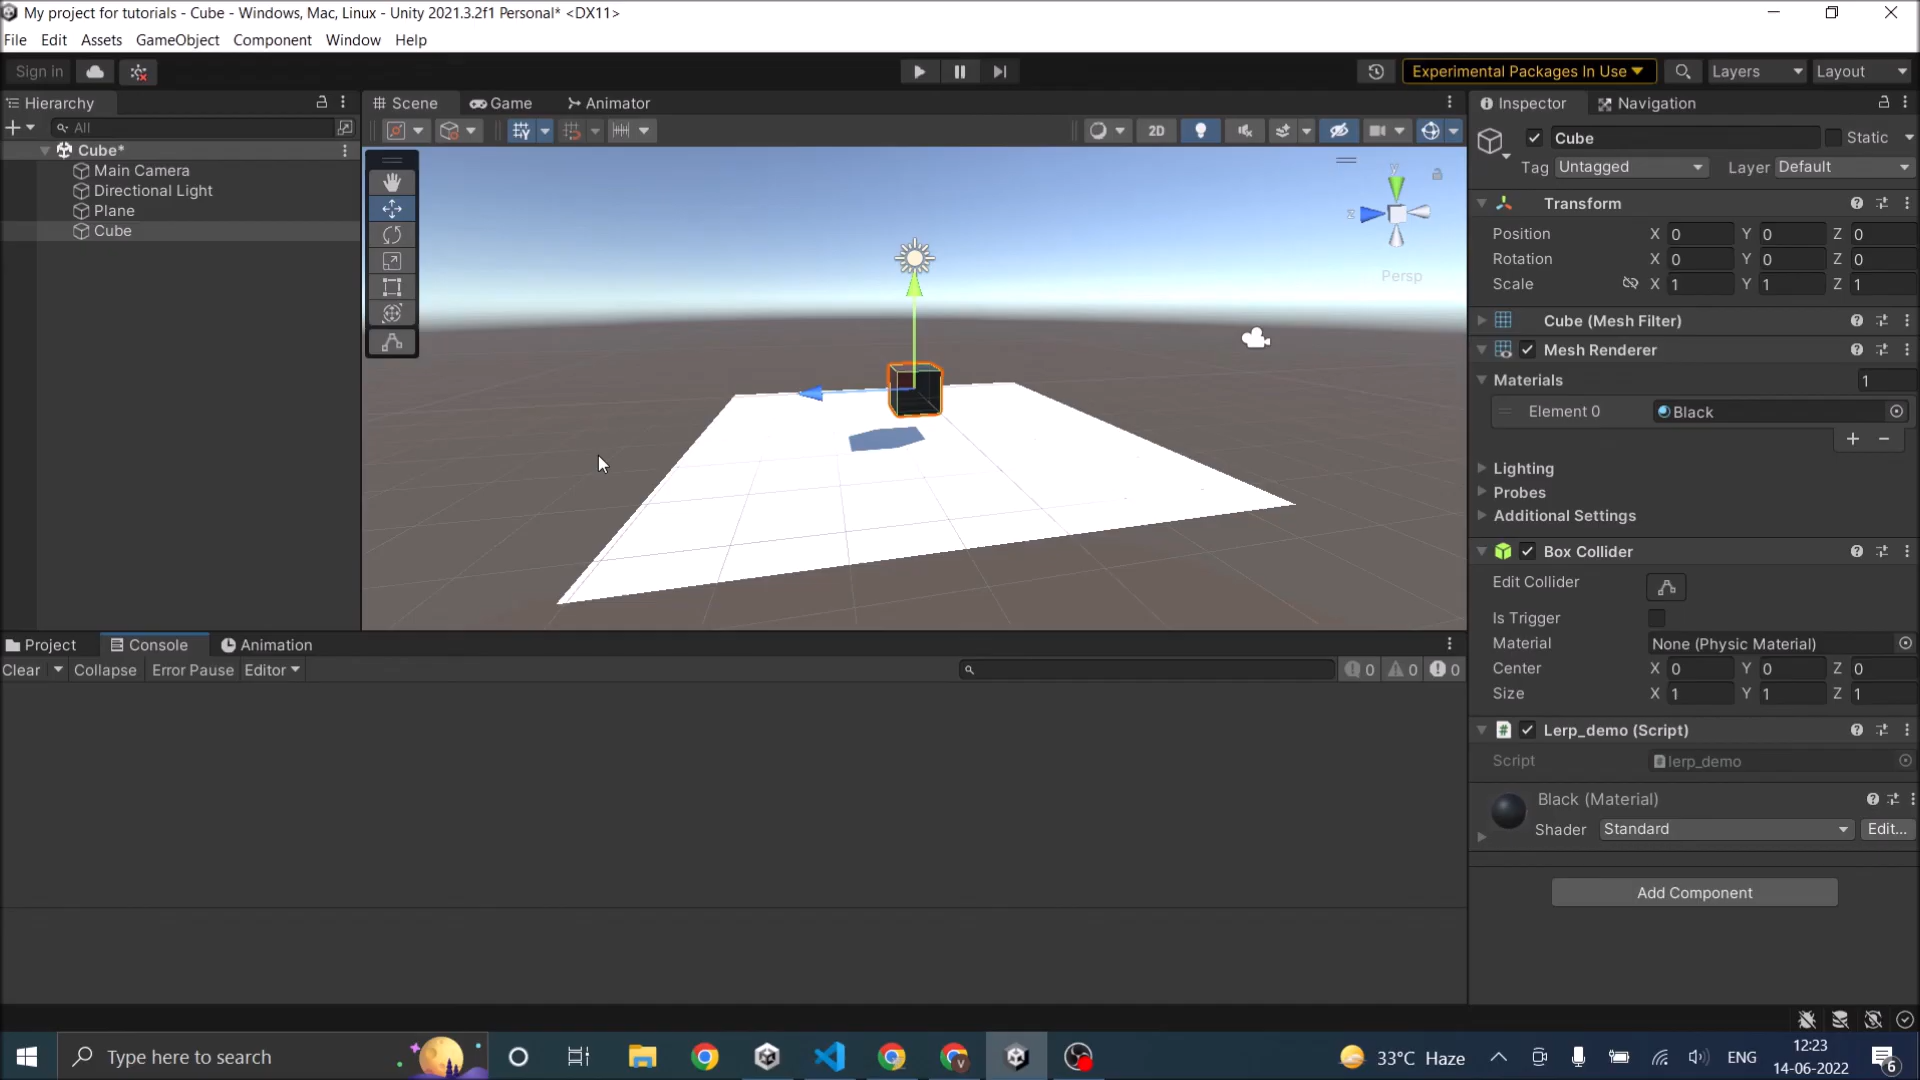 My project for tutorials - Cube - Windows, Mac, Linux - Unity 2021.3.2f1 Personal* <DX11>
File Edit Assets GameObject Component Window Help
Sign in
Experimental Packages In Use
Layers
Layout
Hierarchy
All
Cube*
Main Camera
Directional Light
Plane
Cube
Scene Game Animator
2D
y
z
Persp
Inspector Navigation
Cube
Static
Tag Untagged Layer Default
Transform
Position X 0 Y 0 Z 0
Rotation X 0 Y 0 Z 0
Scale X 1 Y 1 Z 1
Cube (Mesh Filter)
Mesh Renderer
Materials 1
Element 0 Black
Lighting
Probes
Additional Settings
Box Collider
Edit Collider
Is Trigger
Material None (Physic Material)
Center X 0 Y 0 Z 0
Size X 1 Y 1 Z 1
Lerp_demo (Script)
Script lerp_demo
Black (Material)
Shader Standard Edit...
Add Component
Project Console Animation
Clear Collapse Error Pause Editor
0 0 0
Type here to search
33°C Haze
ENG
12:23
14-06-2022
6